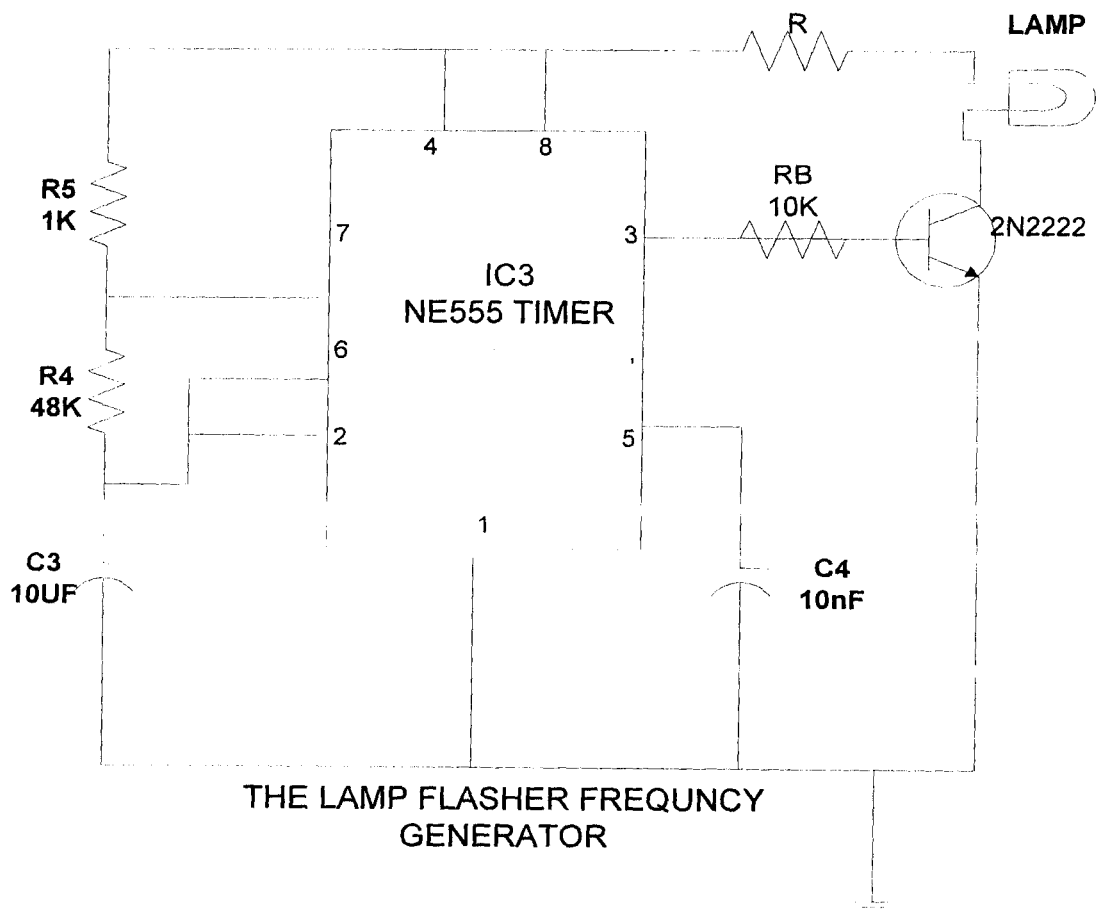 R
LAMP
4
8
R5
1K
7
RB
10K
3
2N2222
IC3
NE555 TIMER
6
R4
48K
2
5
1
C3
10UF
C4
10nF
THE LAMP FLASHER FREQUNCY
GENERATOR